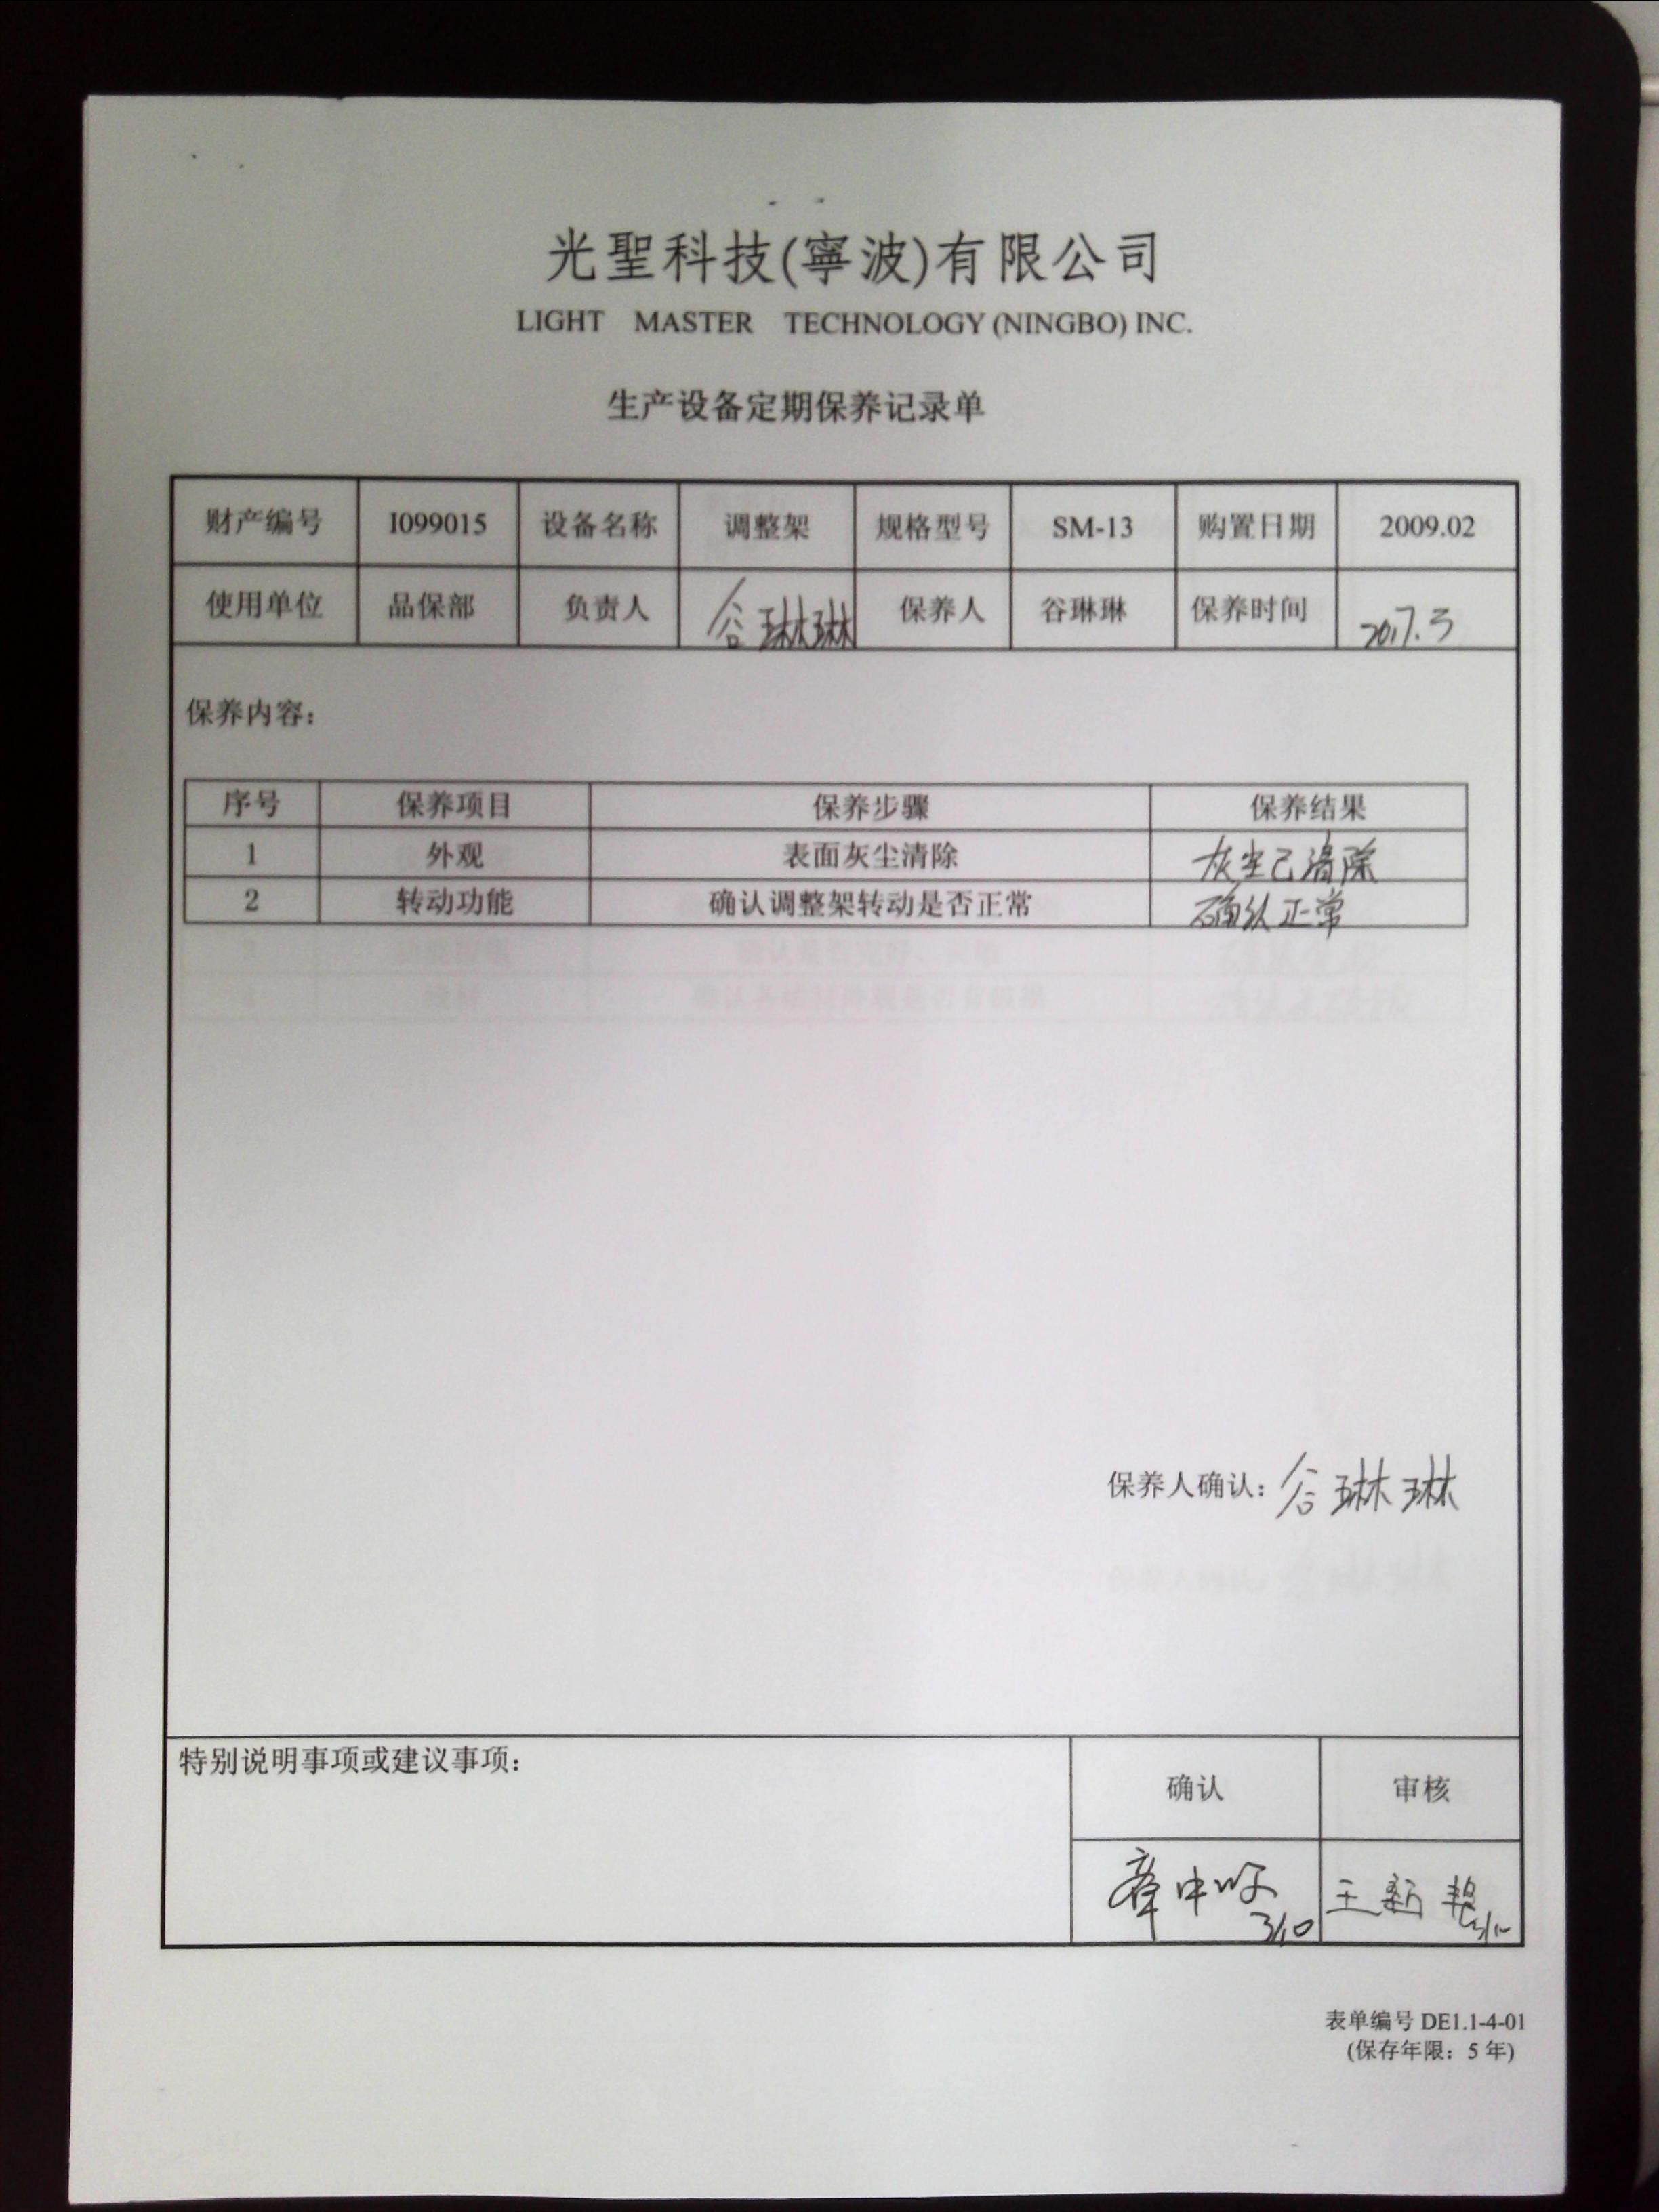 光聖科技(寧波)有限公司
LIGHT MASTER TECHNOLOGY (NINGBO) INC.
生产设备定期保养记录单
财产编号 I099015 设备名称 调整架 规格型号 SM-13 购置日期 2009.02
使用单位 品保部 负责人 谷琳琳 保养人 谷琳琳 保养时间 2017.3
保养内容：
序号 保养项目 保养步骤 保养结果
1 外观 表面灰尘清除 灰尘已清除
2 转动功能 确认调整架转动是否正常 确认正常
保养人确认：谷琳琳
特别说明事项或建议事项：
确认 审核
3/10 王新艳 3/10
表单编号 DE1.1-4-01
(保存年限：5 年)